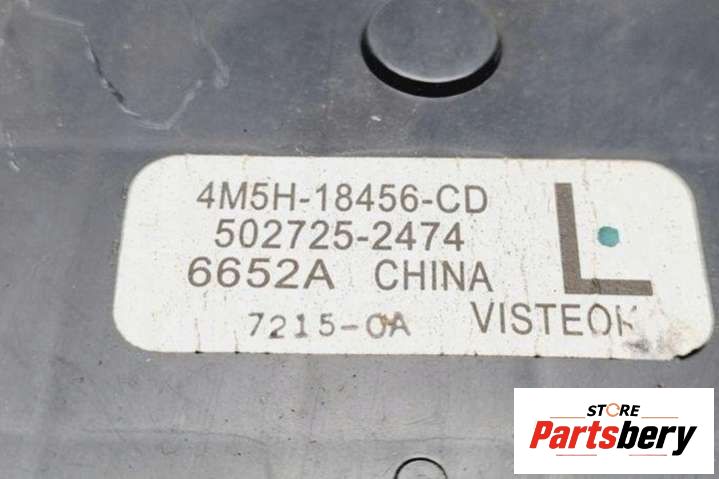 4M5H-18456-CD
502725-2474
6652A CHINA
L
7215-0A VISTEON
STORE
Partsbery